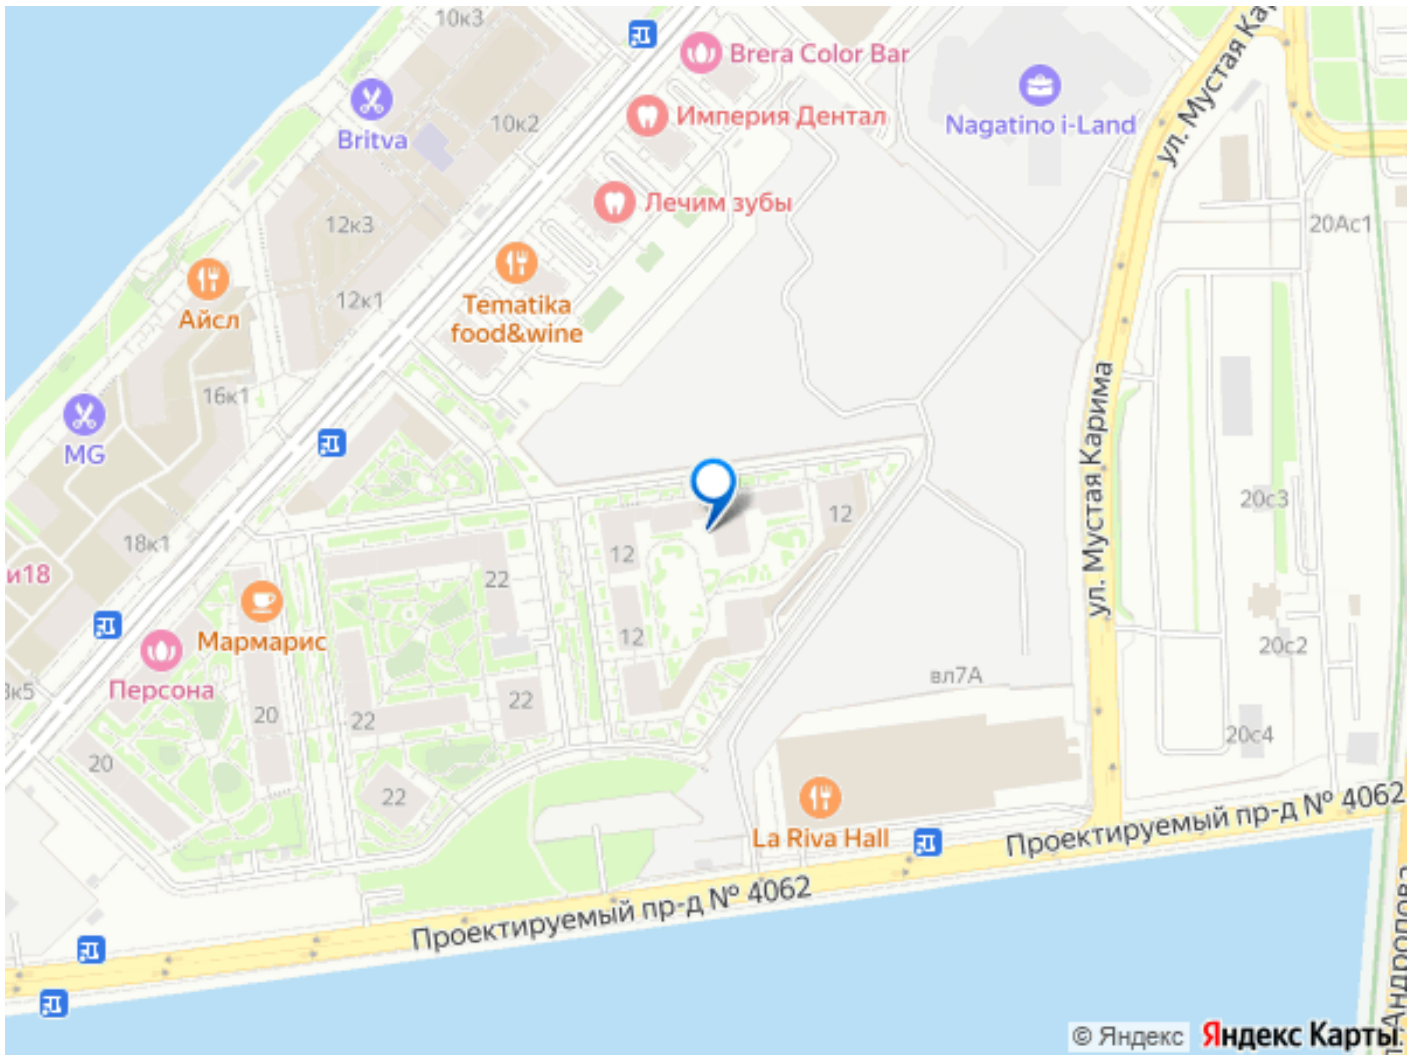 10к3
Brera Color Bar
ул. Мустая Ка
Britva
10к2
Империя Дентал
Nagatino i-Land
Лечим зубы
12к3
20Ас1
Айсл
12к1
Tematika
food&wine
16к1
MG
ул. Мустая Карима
18к1
12
20с3
12
и18
22
Мармарис
12
20с2
Персона
к5
вл7А
20
22
22
20
20с4
22
La Riva Hall
Проектируемый пр-д № 4062
Проектируемый пр-д № 4062
Андропова
© Яндекс
Яндекс Карты